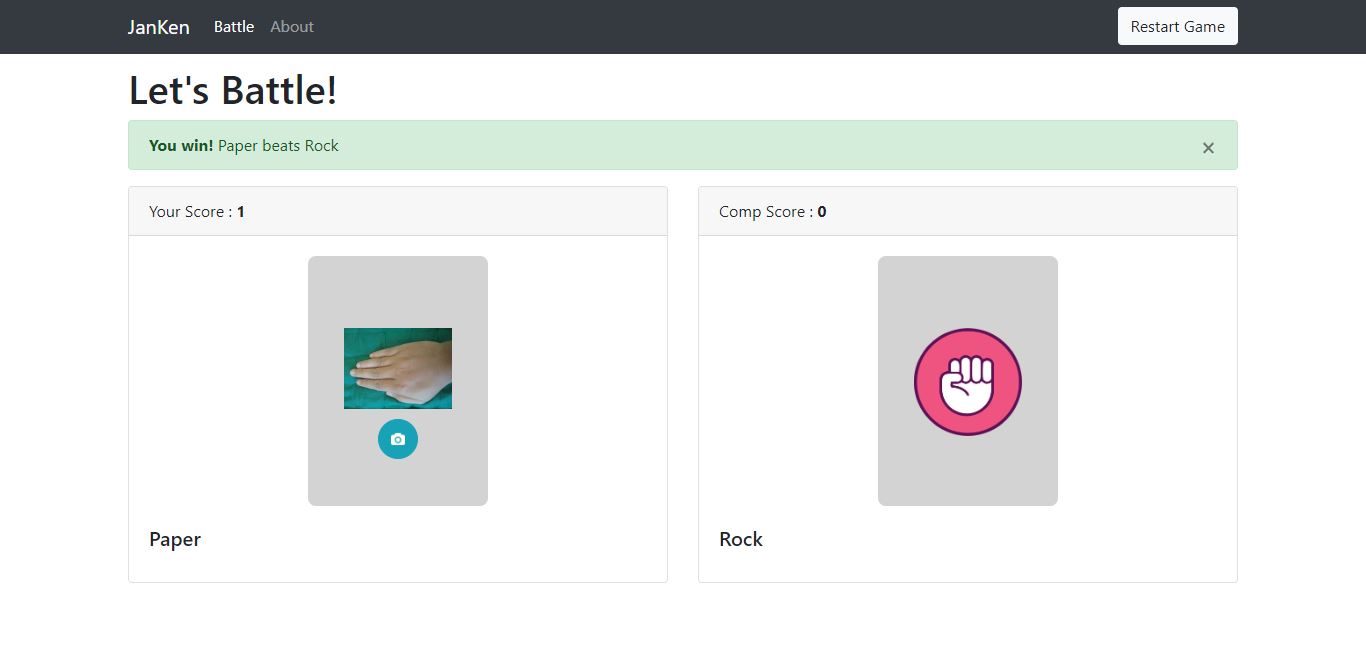 JanKen Battle About Restart Game
Let's Battle!
You win! Paper beats Rock ×
Your Score : 1
Comp Score : 0
Paper
Rock